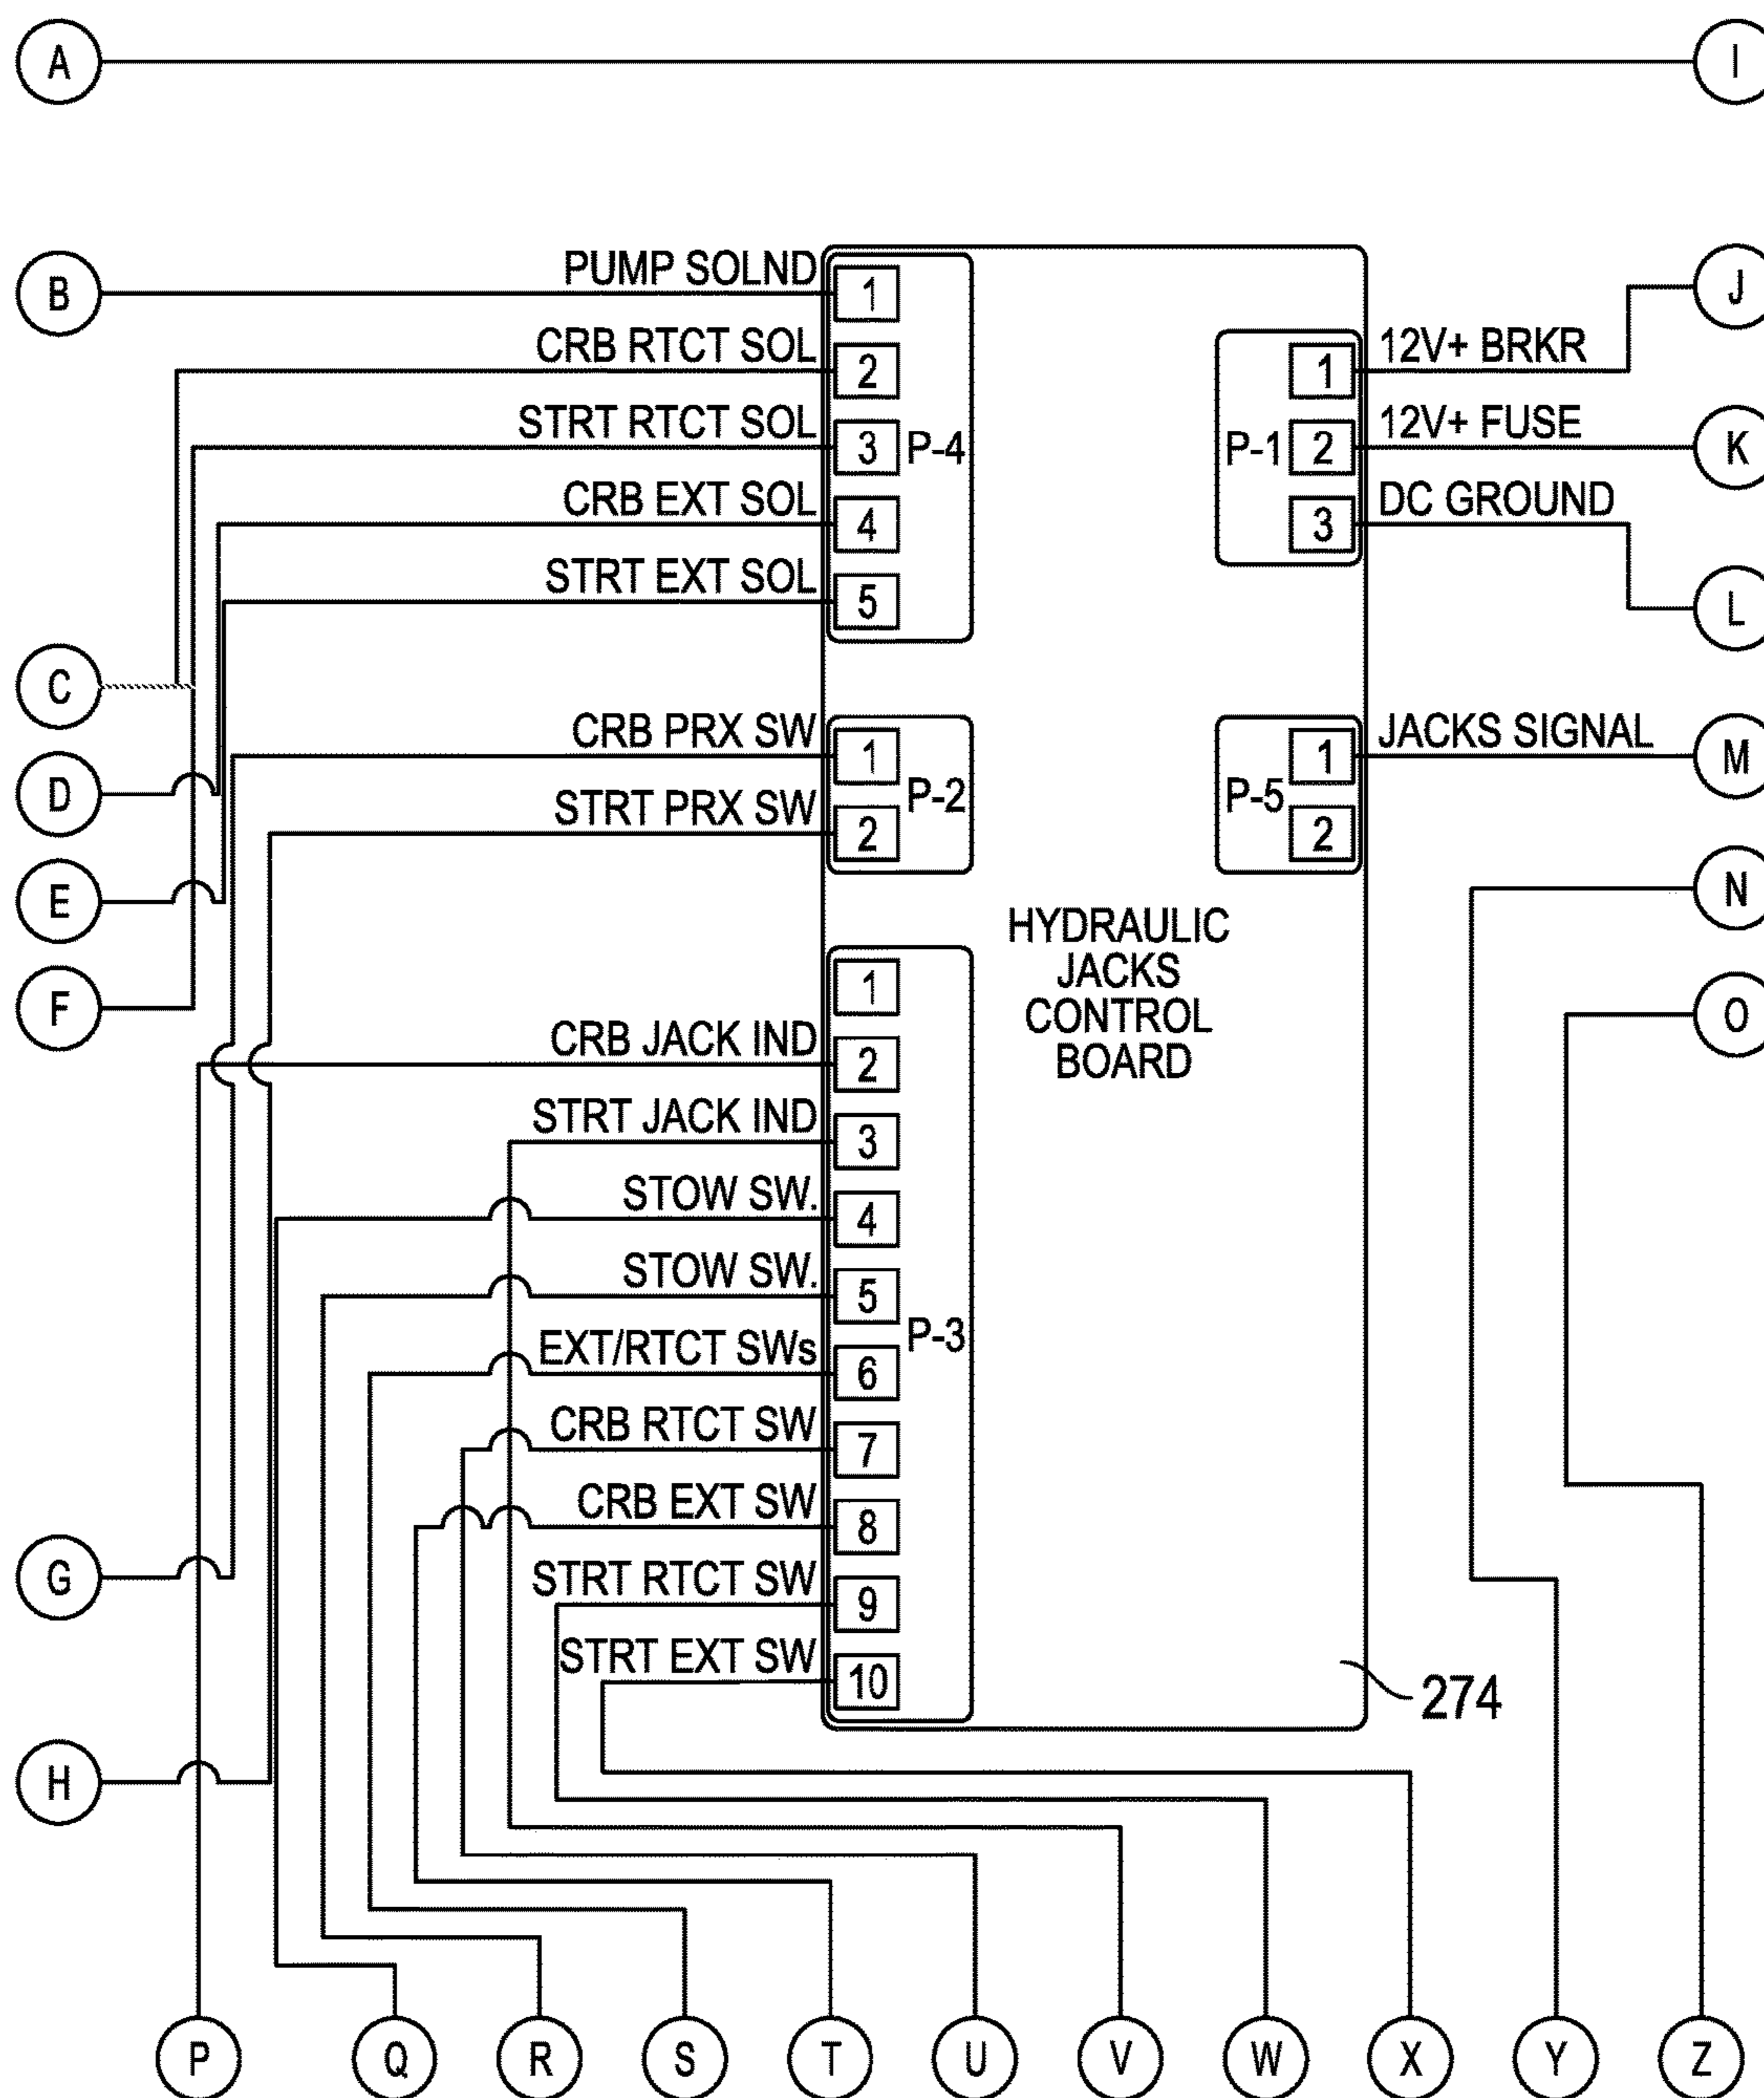 A
I
B
PUMP SOLND
1
J
CRB RTCT SOL
2
1
12V+ BRKR
STRT RTCT SOL
3
P-4
P-1
2
12V+ FUSE
K
CRB EXT SOL
4
3
DC GROUND
STRT EXT SOL
5
L
C
CRB PRX SW
1
P-2
P-5
1
JACKS SIGNAL
M
D
STRT PRX SW
2
2
E
N
HYDRAULIC
JACKS
CONTROL
BOARD
F
1
O
CRB JACK IND
2
STRT JACK IND
3
STOW SW.
4
STOW SW.
5
P-3
EXT/RTCT SWs
6
CRB RTCT SW
7
CRB EXT SW
8
G
STRT RTCT SW
9
STRT EXT SW
10
274
H
P
Q
R
S
T
U
V
W
X
Y
Z